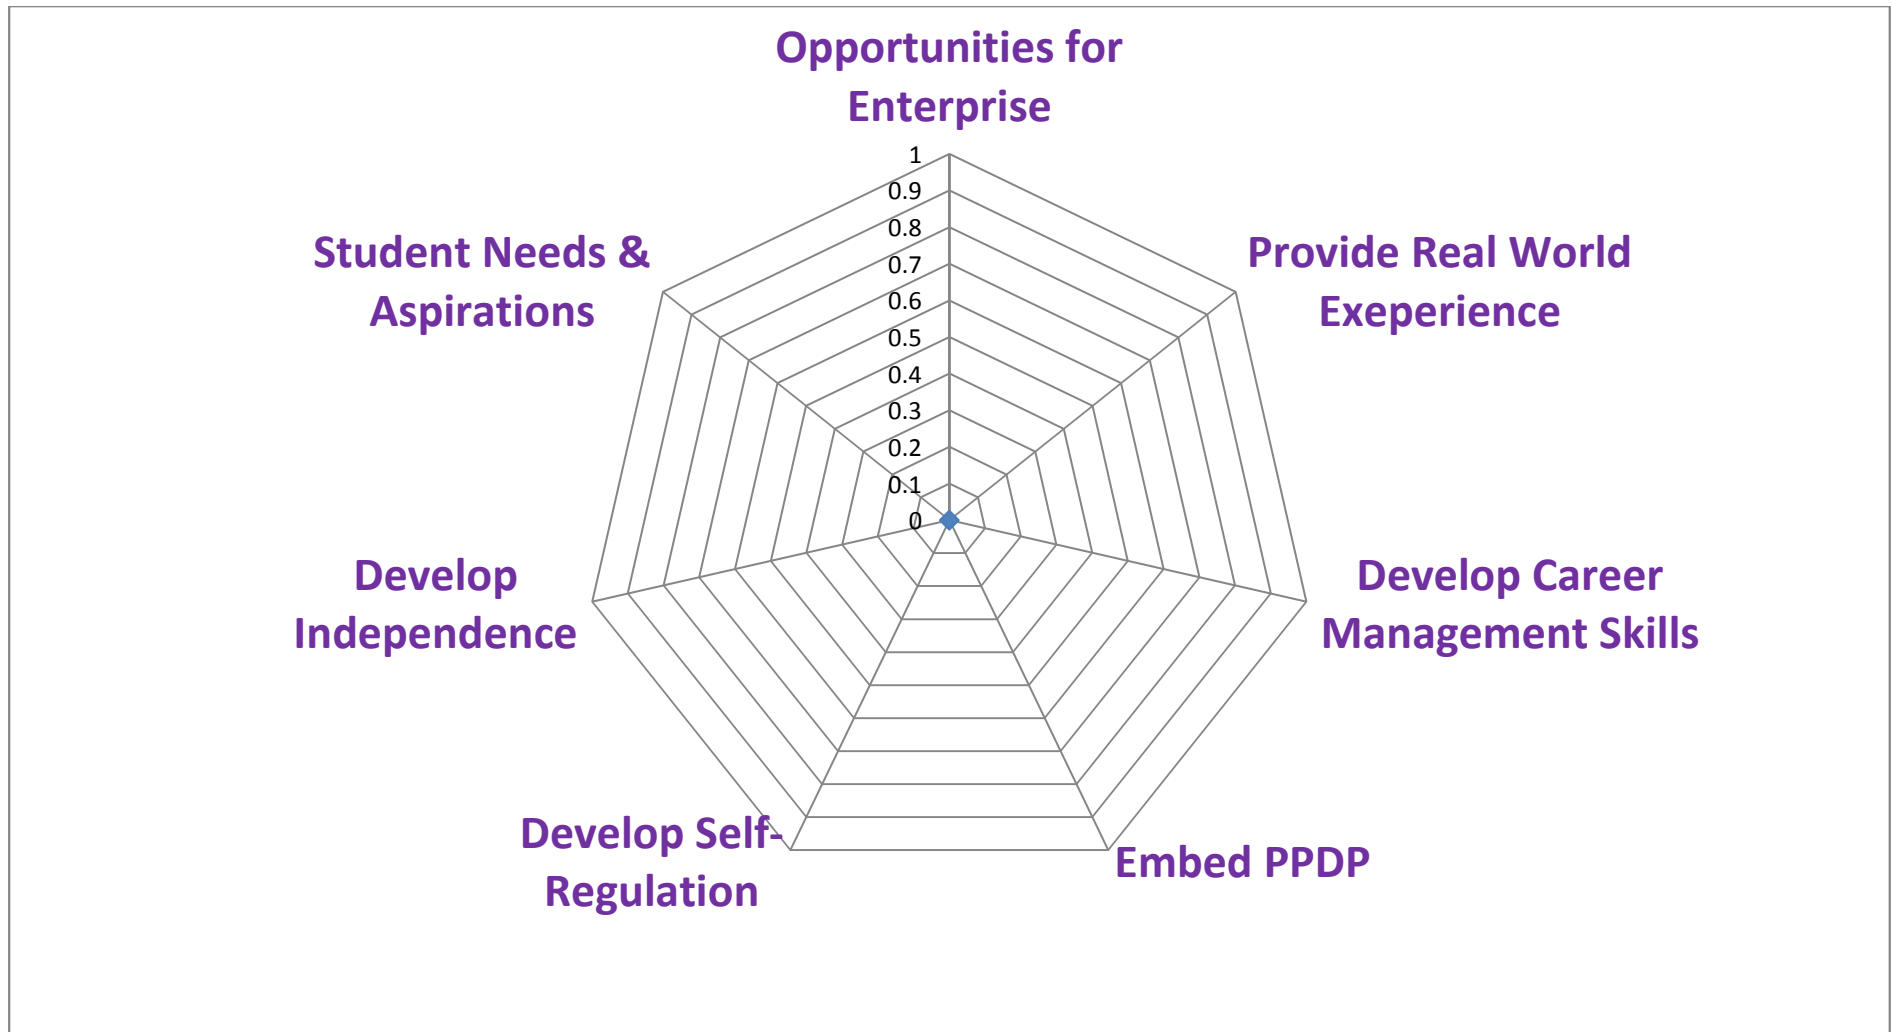 Opportunities for
Enterprise
1
0.9
0.8
0.7
0.6
0.5
0.4
0.3
0.2
0.1
0
Provide Real World
Exeperience
Develop Career
Management Skills
Embed PPDP
Develop Self-
Regulation
Develop
Independence
Student Needs &
Aspirations